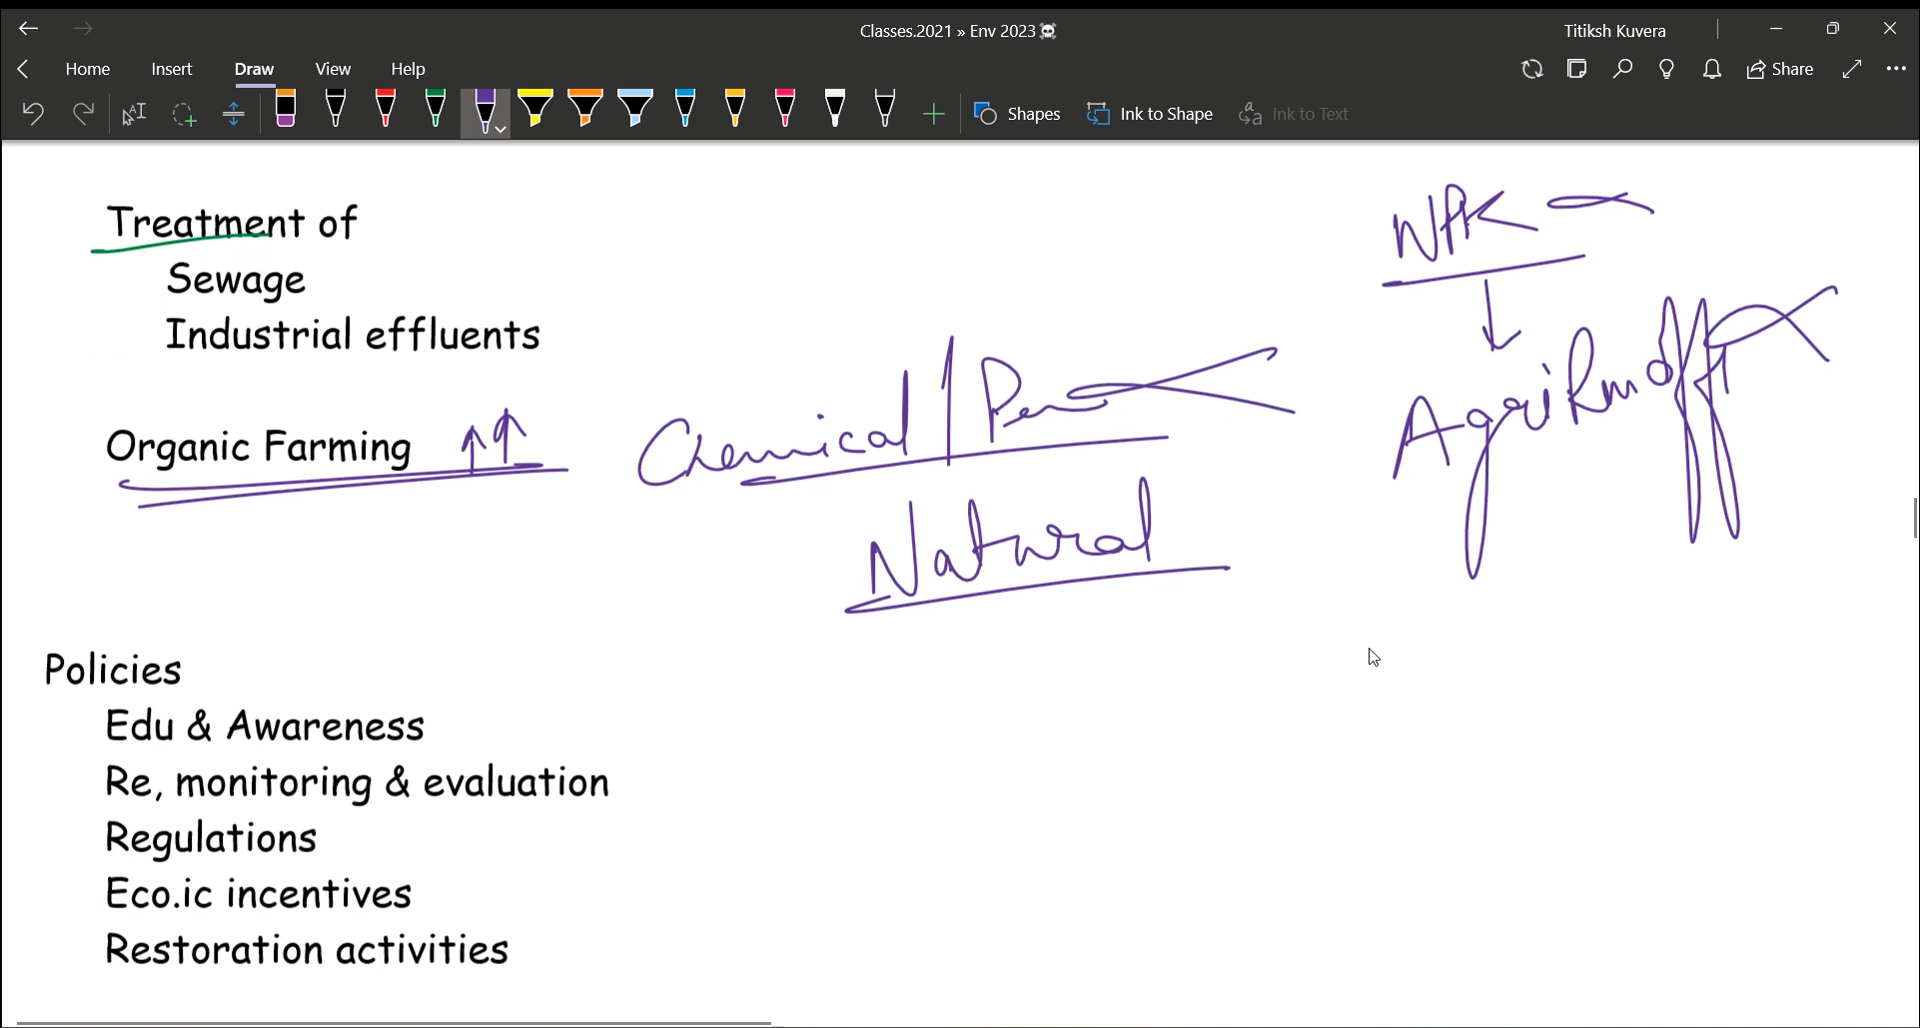 Classes.2021 » Env 2023
Titiksh Kuvera
Home
Insert
Draw
View
Help
Share
Shapes
Ink to Shape
Ink to Text
Treatment of
Sewage
Industrial effluents
NPK
Agri Runoff
Organic Farming
Chemical /
Natural
Policies
Edu & Awareness
Re, monitoring & evaluation
Regulations
Eco.ic incentives
Restoration activities